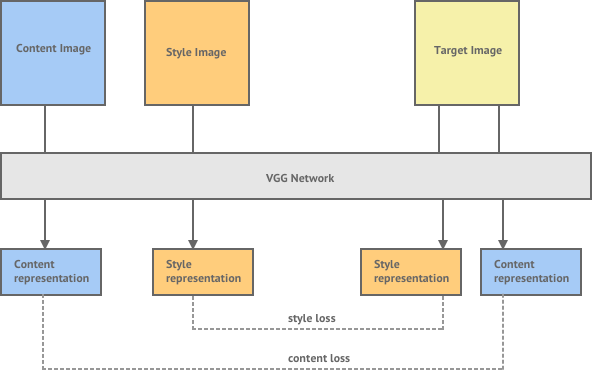 Content Image
Style Image
Target Image
VGG Network
Content
representation
Style
representation
Style
representation
Content
representation
style loss
content loss